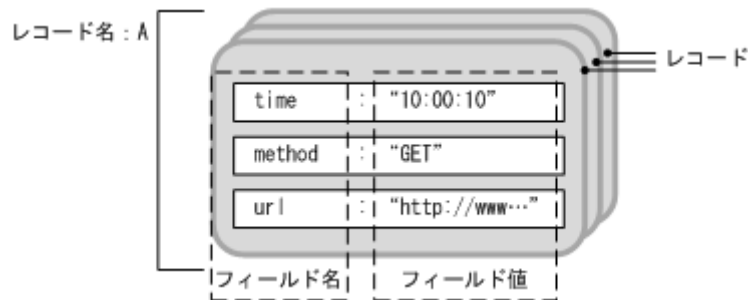 レコード名:A
レコード
time : “10:00:10”
method : “GET”
url : “http://www…”
フィールド名 フィールド値